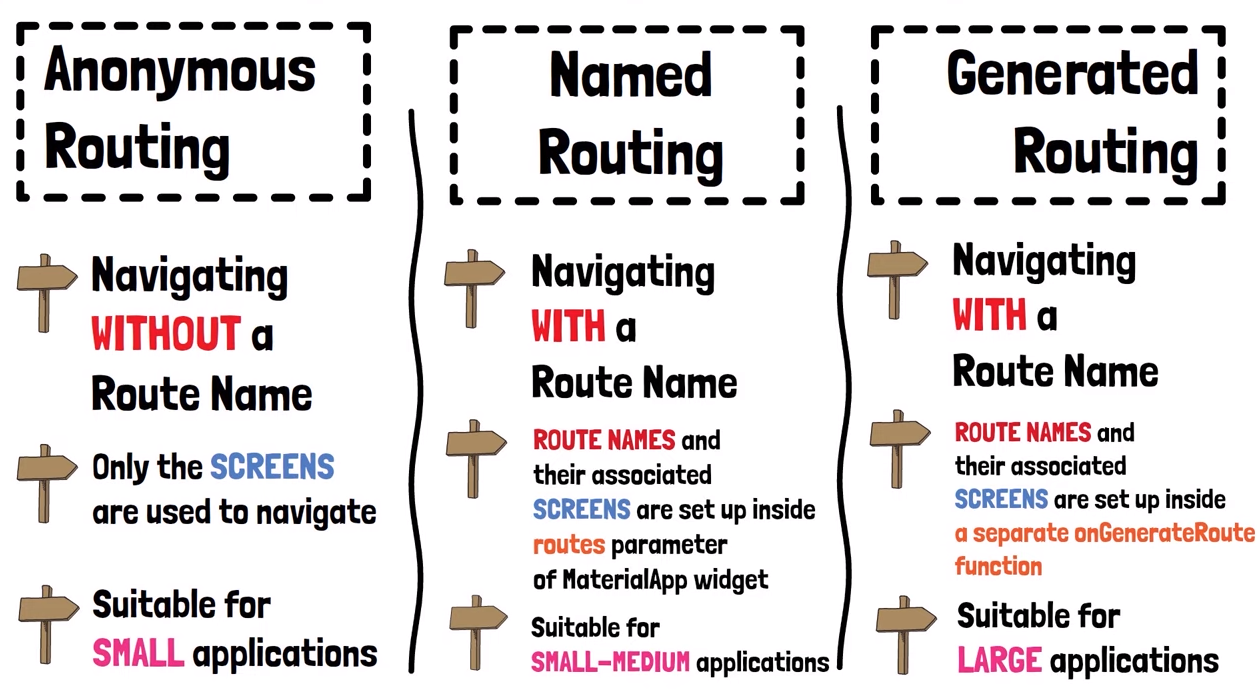 Anonymous
Routing
Navigating
WITHOUT a
Route Name
Only the SCREENS
are used to navigate
Suitable for
SMALL applications
Named
Routing
Navigating
WITH a
Route Name
ROUTE NAMES and
their associated
SCREENS are set up inside
routes parameter
of MaterialApp widget
Suitable for
SMALL-MEDIUM applications
Generated
Routing
Navigating
WITH a
Route Name
ROUTE NAMES and
their associated
SCREENS are set up inside
a separate onGenerateRoute
function
Suitable for
LARGE applications